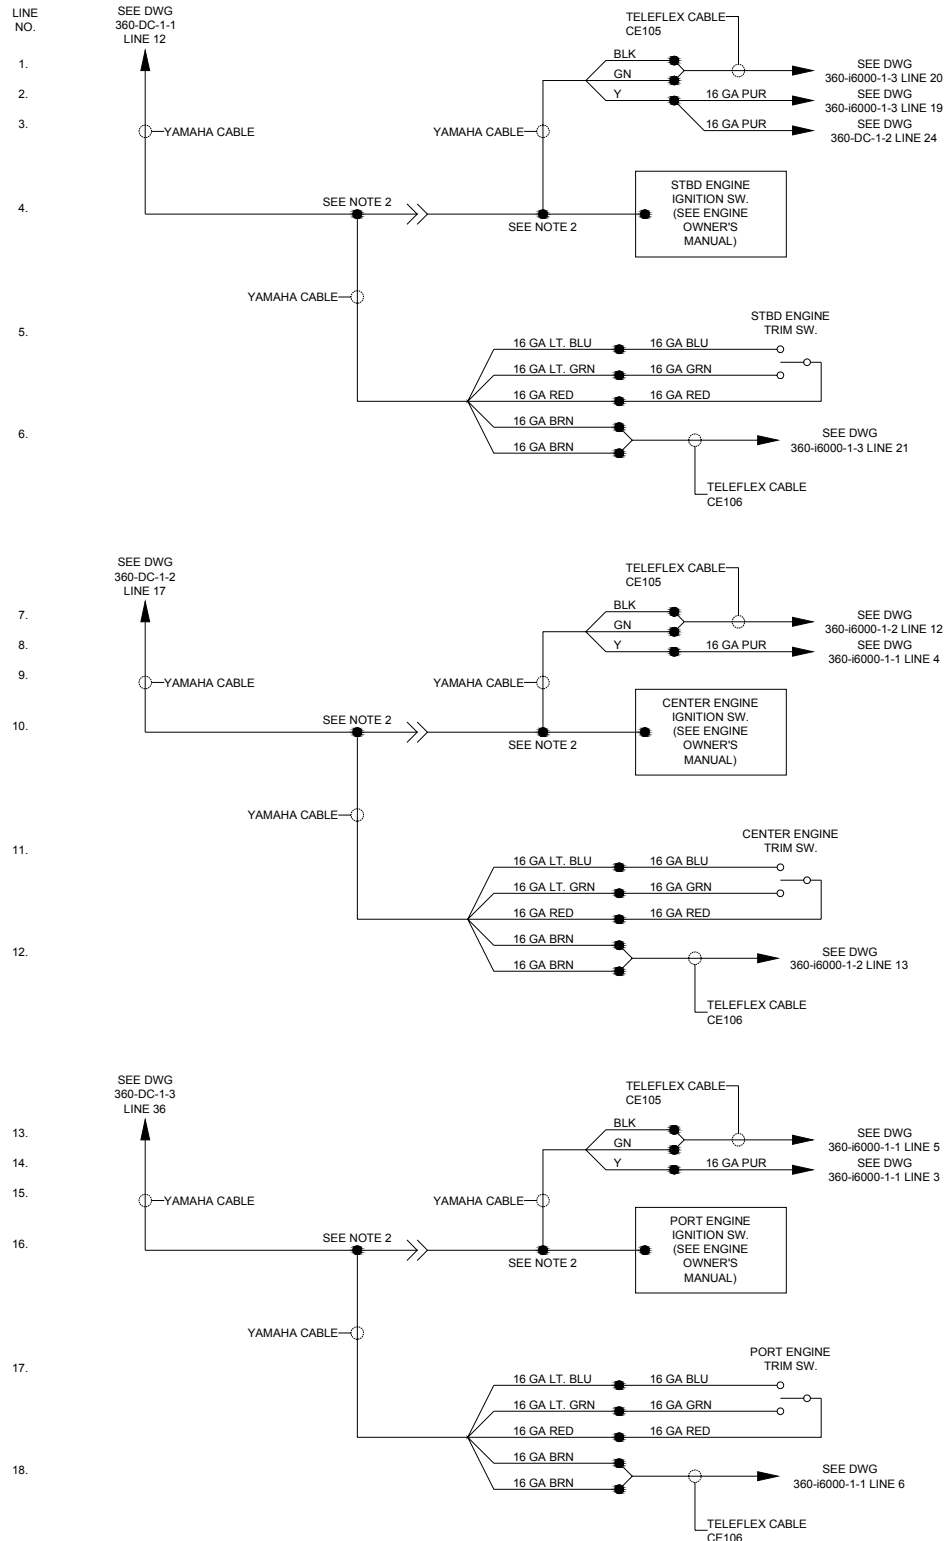 LINE
NO.
SEE DWG
360-DC-1-1
LINE 12
TELEFLEX CABLE
CE105
1.
BLK
SEE DWG
360-i6000-1-3 LINE 20
GN
2.
Y
16 GA PUR
SEE DWG
360-i6000-1-3 LINE 19
3.
YAMAHA CABLE
YAMAHA CABLE
16 GA PUR
SEE DWG
360-DC-1-2 LINE 24
4.
SEE NOTE 2
SEE NOTE 2
STBD ENGINE
IGNITION SW.
(SEE ENGINE
OWNER'S
MANUAL)
YAMAHA CABLE
5.
STBD ENGINE
TRIM SW.
16 GA LT. BLU
16 GA BLU
16 GA LT. GRN
16 GA GRN
16 GA RED
16 GA RED
6.
16 GA BRN
16 GA BRN
SEE DWG
360-i6000-1-3 LINE 21
TELEFLEX CABLE
CE106
SEE DWG
360-DC-1-2
LINE 17
TELEFLEX CABLE
CE105
7.
BLK
SEE DWG
360-i6000-1-2 LINE 12
GN
8.
Y
16 GA PUR
SEE DWG
360-i6000-1-1 LINE 4
9.
YAMAHA CABLE
YAMAHA CABLE
10.
SEE NOTE 2
SEE NOTE 2
CENTER ENGINE
IGNITION SW.
(SEE ENGINE
OWNER'S
MANUAL)
YAMAHA CABLE
11.
CENTER ENGINE
TRIM SW.
16 GA LT. BLU
16 GA BLU
16 GA LT. GRN
16 GA GRN
16 GA RED
16 GA RED
12.
16 GA BRN
16 GA BRN
SEE DWG
360-i6000-1-2 LINE 13
TELEFLEX CABLE
CE106
SEE DWG
360-DC-1-3
LINE 36
TELEFLEX CABLE
CE105
13.
BLK
SEE DWG
360-i6000-1-1 LINE 5
GN
14.
Y
16 GA PUR
SEE DWG
360-i6000-1-1 LINE 3
15.
YAMAHA CABLE
YAMAHA CABLE
16.
SEE NOTE 2
SEE NOTE 2
PORT ENGINE
IGNITION SW.
(SEE ENGINE
OWNER'S
MANUAL)
YAMAHA CABLE
17.
PORT ENGINE
TRIM SW.
16 GA LT. BLU
16 GA BLU
16 GA LT. GRN
16 GA GRN
16 GA RED
16 GA RED
18.
16 GA BRN
16 GA BRN
SEE DWG
360-i6000-1-1 LINE 6
TELEFLEX CABLE
CE106